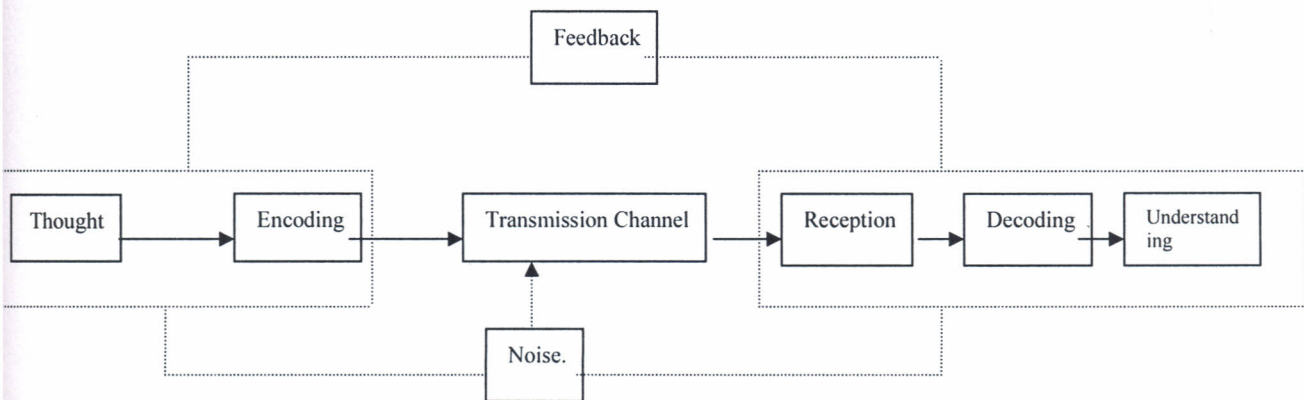 Feedback
Thought
Encoding
Transmission Channel
Reception
Decoding
Understand
ing
Noise.